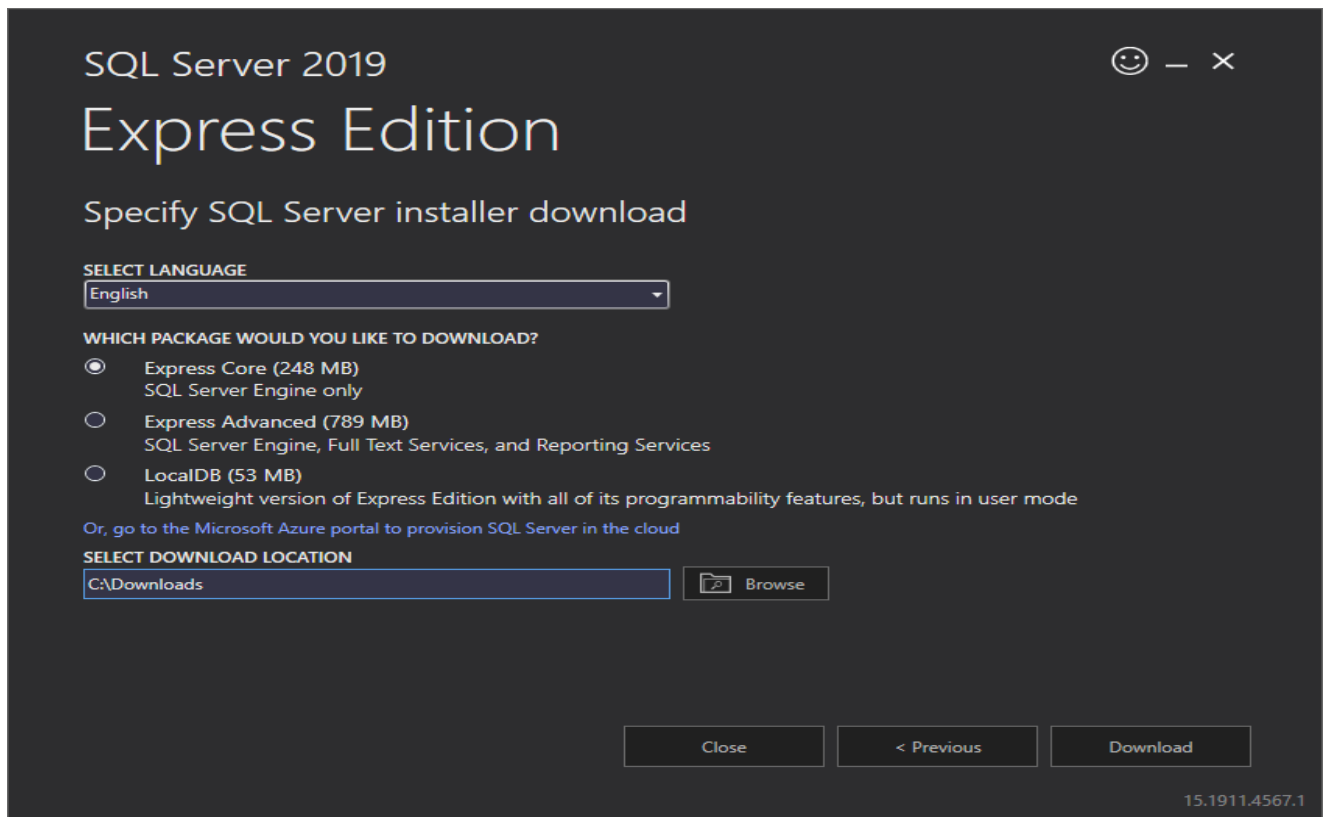 SQL Server 2019
Express Edition
Specify SQL Server installer download
SELECT LANGUAGE
English
WHICH PACKAGE WOULD YOU LIKE TO DOWNLOAD?
Express Core (248 MB)
SQL Server Engine only
Express Advanced (789 MB)
SQL Server Engine, Full Text Services, and Reporting Services
LocalDB (53 MB)
Lightweight version of Express Edition with all of its programmability features, but runs in user mode
Or, go to the Microsoft Azure portal to provision SQL Server in the cloud
SELECT DOWNLOAD LOCATION
C:\Downloads
Browse
Close
< Previous
Download
15.1911.4567.1